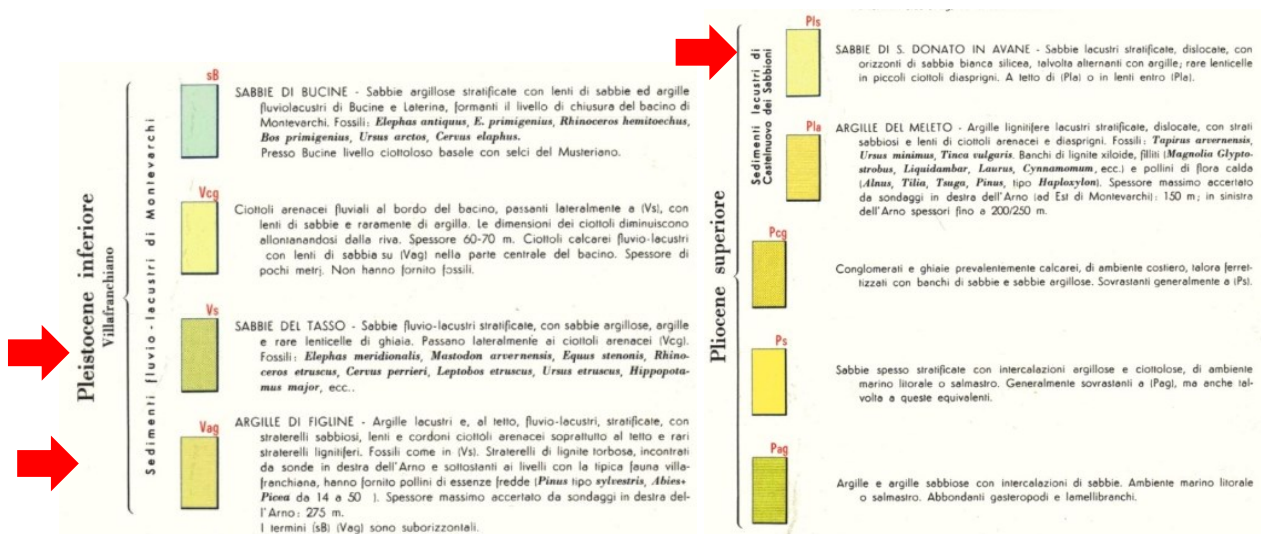 Pleistocene inferiore
Villafranchiano
Sedimenti fluvio-lacustri di Montevarchi
sB
SABBIE DI BUCINE - Sabbie argillose stratificate con lenti di sabbie ed argille
fluviolacustri di Bucine e Laterina, formanti il livello di chiusura del bacino di
Montevarchi. Fossili: Elephas antiquus, E. primigenius, Rhinoceros hemitoechus,
Bos primigenius, Ursus arctos, Cervus elaphus.
Presso Bucine livello ciottoloso basale con selci del Musteriano.
Vcg
Ciottoli arenacei fluviali al bordo del bacino, passanti lateralmente a (Vs), con
lenti di sabbie e raramente di argilla. Le dimensioni dei ciottoli diminuiscono
allontanandosi dalla riva. Spessore 60-70 m. Ciottoli calcarei fluvio-lacustri
con lenti di sabbia su (Vag) nella parte centrale del bacino. Spessore di
pochi metri. Non hanno fornito fossili.
Vs
SABBIE DEL TASSO - Sabbie fluvio-lacustri stratificate, con sabbie argillose, argille
e rare lenticelle di ghiaia. Passano lateralmente ai ciottoli arenacei (Vcg).
Fossili: Elephas meridionalis, Mastodon arvernensis, Equus stenonis, Rhino-
ceros etruscus, Cervus perrieri, Leptobos etruscus, Ursus etruscus, Hippopota-
mus major, ecc..
Vag
ARGILLE DI FIGLINE - Argille lacustri e, al tetto, fluvio-lacustri, stratificate, con
straterelli sabbiosi, lenti e cordoni ciottoli arenacei soprattutto al tetto e rari
straterelli lignitiferi. Fossili come in (Vs). Straterelli di lignite torbosa, incontrati
da sonde in destra dell'Arno e sottostanti ai livelli con la tipica fauna villa-
franchiana, hanno fornito pollini di essenze fredde (Pinus tipo sylvestris, Abies+
Picea da 14 a 50 ). Spessore massimo accertato da sondaggi in destra del-
l'Arno: 275 m.
I termini (sB) (Vag) sono suborizzontali.
Pliocene superiore
Sedimenti lacustri di
Castelnuovo dei Sabbioni
Pls
SABBIE DI S. DONATO IN AVANE - Sabbie lacustri stratificate, dislocate, con
orizzonti di sabbia bianca silicea, talvolta alternanti con argille; rare lenticelle
in piccoli ciottoli diasprigni. A tetto di (Pla) o in lenti entro (Pla).
Pla
ARGILLE DEL MELETO - Argille lignitifere lacustri stratificate, dislocate, con strati
sabbiosi e lenti di ciottoli arenacei e diasprigni. Fossili: Tapirus arvernensis,
Ursus minimus, Tinca vulgaris. Banchi di lignite xiloide, filliti (Magnolia Glypto-
strobus, Liquidambar, Laurus, Cynnamomum, ecc.) e pollini di flora calda
(Alnus, Tilia, Tsuga, Pinus, tipo Haploxylon). Spessore massimo accertato
da sondaggi in destra dell'Arno (ad Est di Montevarchi): 150 m; in sinistra
dell'Arno spessori fino a 200/250 m.
Pcg
Conglomerati e ghiaie prevalentemente calcarei, di ambiente costiero, talora ferret-
tizzati con banchi di sabbie e sabbie argillose. Sovrastanti generalmente a (Ps).
Ps
Sabbie spesso stratificate con intercalazioni argillose e ciottolose, di ambiente
marino litorale o salmastro. Generalmente sovrastanti a (Pag), ma anche tal-
volta a queste equivalenti.
Pag
Argille e argille sabbiose con intercalazioni di sabbie. Ambiente marino litorale
o salmastro. Abbondanti gasteropodi e lamellibranchi.